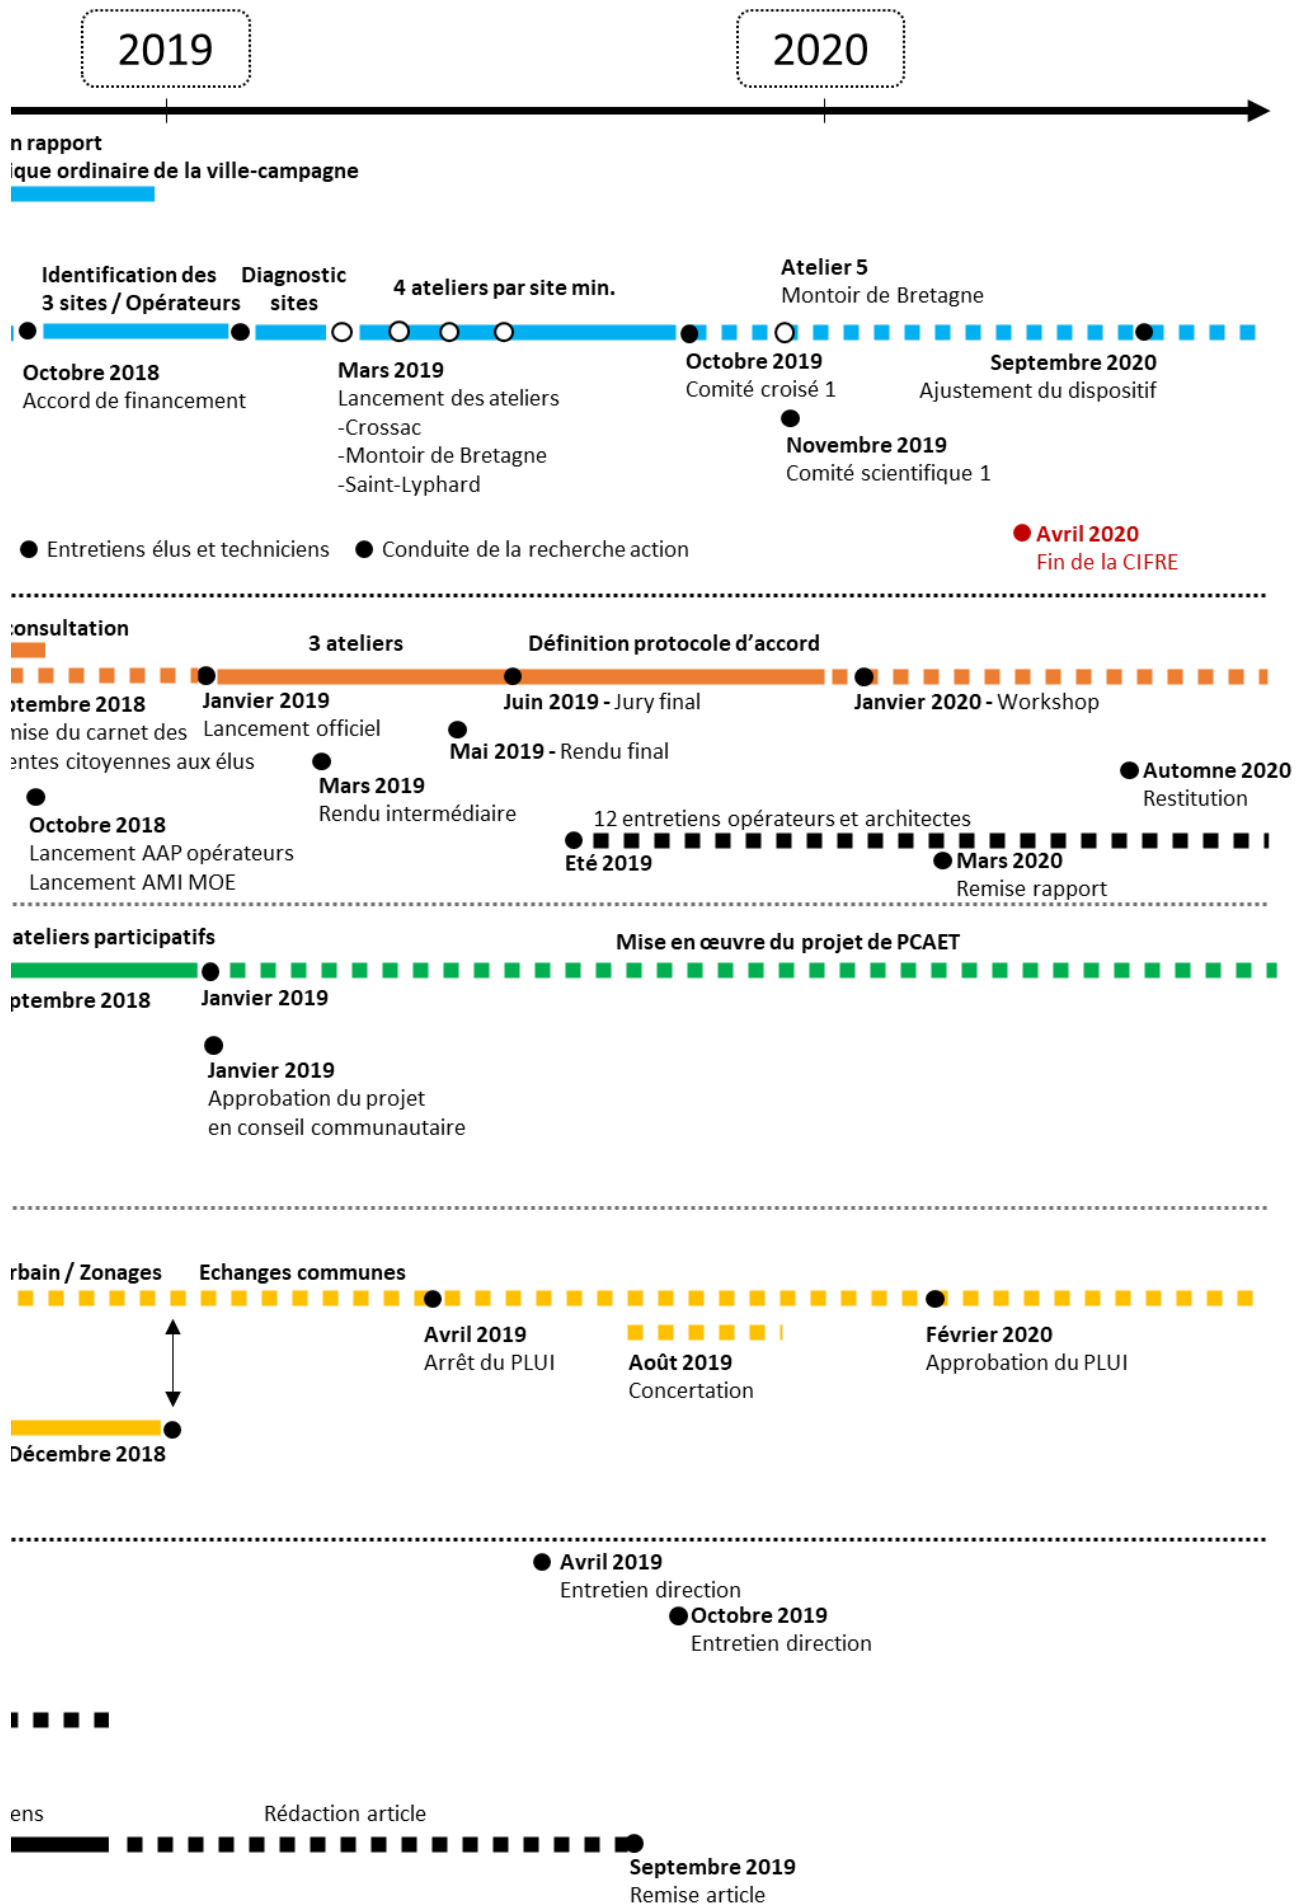 2019
2020
n rapport
ique ordinaire de la ville-campagne
Identification des
3 sites / Opérateurs
Diagnostic
sites
4 ateliers par site min.
Atelier 5
Montoir de Bretagne
Octobre 2018
Accord de financement
Mars 2019
Lancement des ateliers
-Crossac
-Montoir de Bretagne
-Saint-Lyphard
Octobre 2019
Comité croisé 1
Septembre 2020
Ajustement du dispositif
Novembre 2019
Comité scientifique 1
Entretiens élus et techniciens
Conduite de la recherche action
Avril 2020
Fin de la CIFRE
consultation
3 ateliers
Définition protocole d'accord
ptembre 2018
mise du carnet des
entes citoyennes aux élus
Janvier 2019
Lancement officiel
Juin 2019 - Jury final
Janvier 2020 - Workshop
Mai 2019 - Rendu final
Mars 2019
Rendu intermédiaire
Automne 2020
Restitution
Octobre 2018
Lancement AAP opérateurs
Lancement AMI MOE
12 entretiens opérateurs et architectes
Eté 2019
Mars 2020
Remise rapport
ateliers participatifs
Mise en œuvre du projet de PCAET
ptembre 2018
Janvier 2019
Janvier 2019
Approbation du projet
en conseil communautaire
rbain / Zonages
Echanges communes
Avril 2019
Arrêt du PLUI
Août 2019
Concertation
Février 2020
Approbation du PLUI
Décembre 2018
Avril 2019
Entretien direction
Octobre 2019
Entretien direction
ens
Rédaction article
Septembre 2019
Remise article